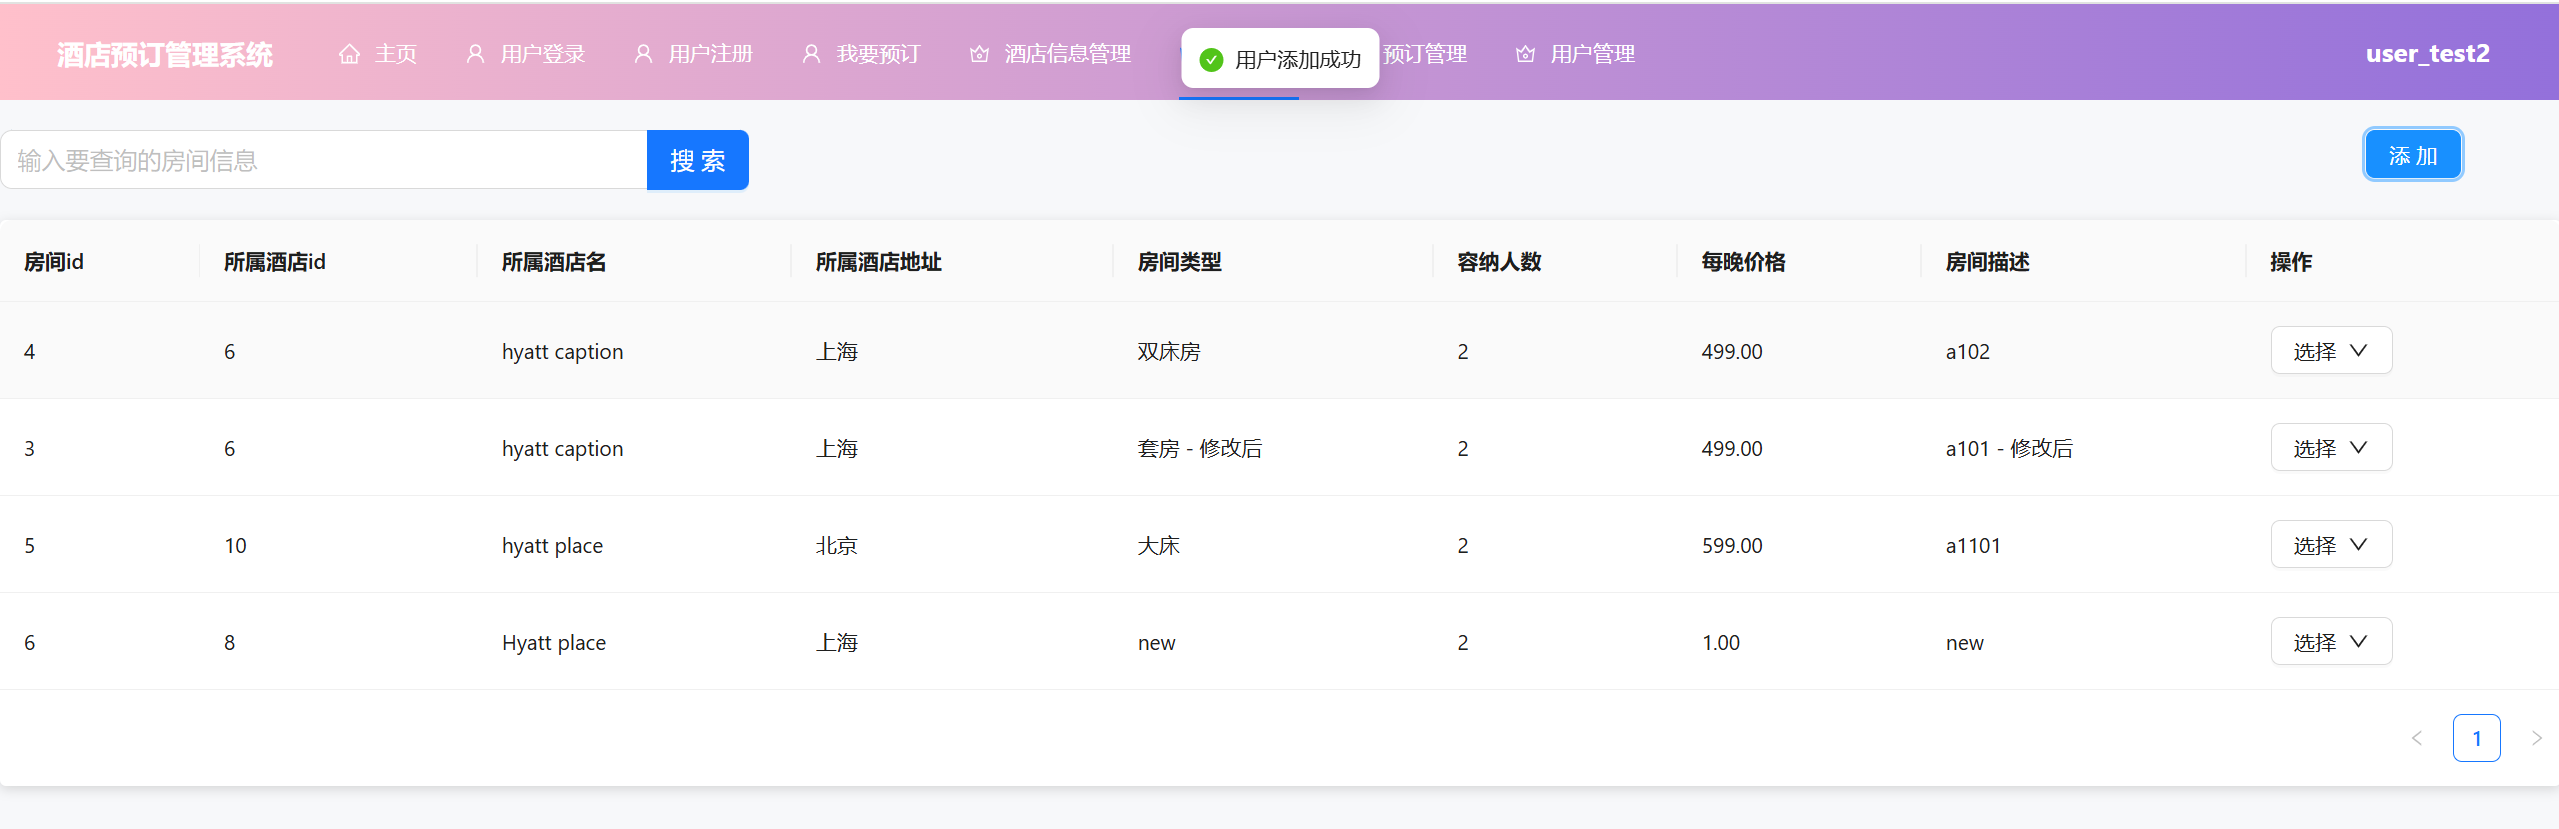 酒店预订管理系统 主页 用户登录 用户注册 我要预订 酒店信息管理 用户添加成功 预订管理 用户管理 user_test2
输入要查询的房间信息 搜 索 添 加
房间id 所属酒店id 所属酒店名 所属酒店地址 房间类型 容纳人数 每晚价格 房间描述 操作
4 6 hyatt caption 上海 双床房 2 499.00 a102 选择
3 6 hyatt caption 上海 套房 - 修改后 2 499.00 a101 - 修改后 选择
5 10 hyatt place 北京 大床 2 599.00 a1101 选择
6 8 Hyatt place 上海 new 2 1.00 new 选择
< 1 >